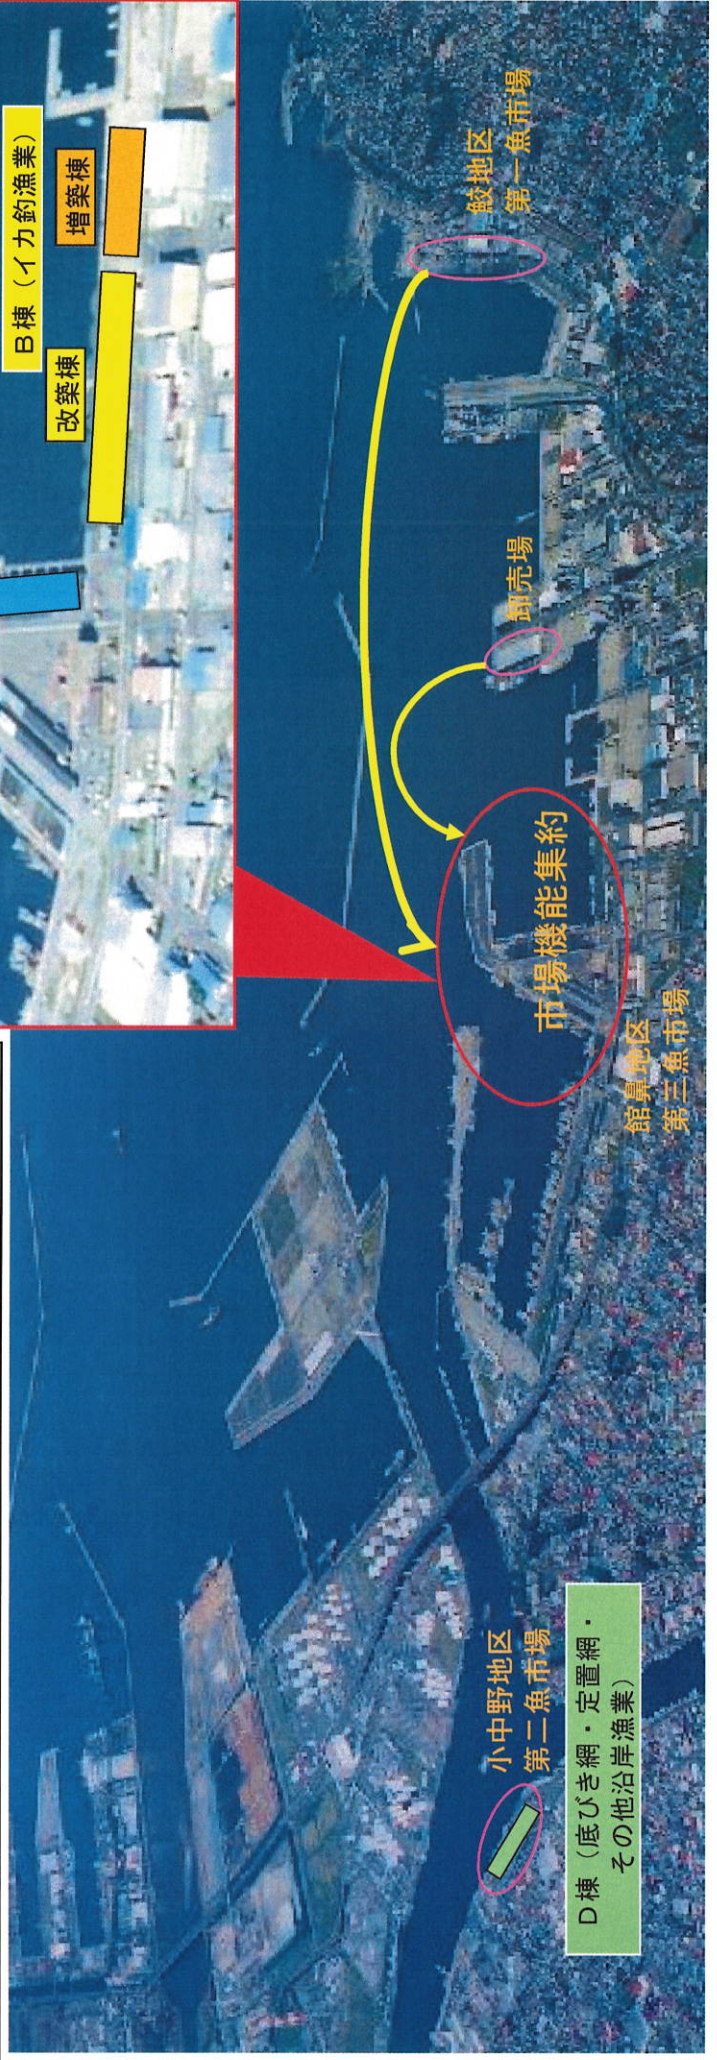 B棟（イカ釣漁業）
改築棟
増築棟
鮫地区
第一魚市場
卸売場
市場機能集約
館鼻地区
第三魚市場
小中野地区
第二魚市場
D棟（底びき網・定置網・
その他沿岸漁業）